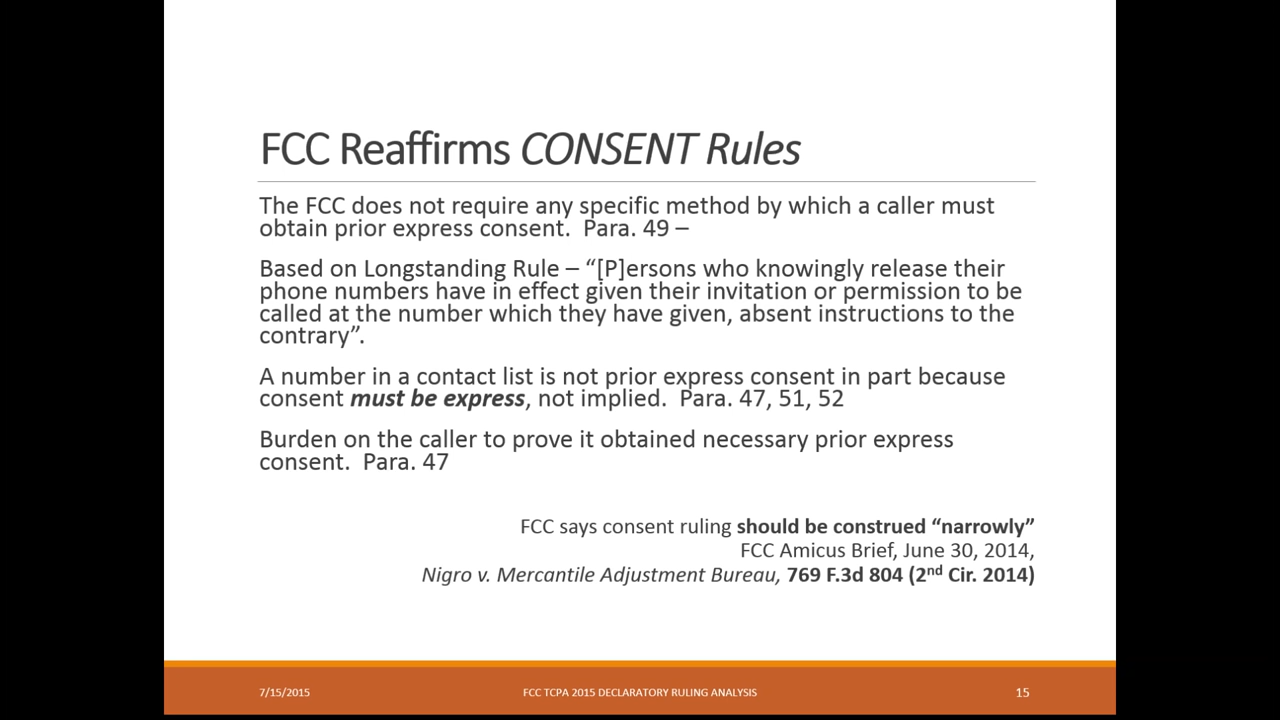 FCC Reaffirms CONSENT Rules
The FCC does not require any specific method by which a caller must
obtain prior express consent.  Para. 49 –
Based on Longstanding Rule – “[P]ersons who knowingly release their
phone numbers have in effect given their invitation or permission to be
called at the number which they have given, absent instructions to the
contrary”.
A number in a contact list is not prior express consent in part because
consent must be express, not implied.  Para. 47, 51, 52
Burden on the caller to prove it obtained necessary prior express
consent.  Para. 47
FCC says consent ruling should be construed “narrowly”
FCC Amicus Brief, June 30, 2014,
Nigro v. Mercantile Adjustment Bureau, 769 F.3d 804 (2nd Cir. 2014)
7/15/2015 FCC TCPA 2015 DECLARATORY RULING ANALYSIS 15